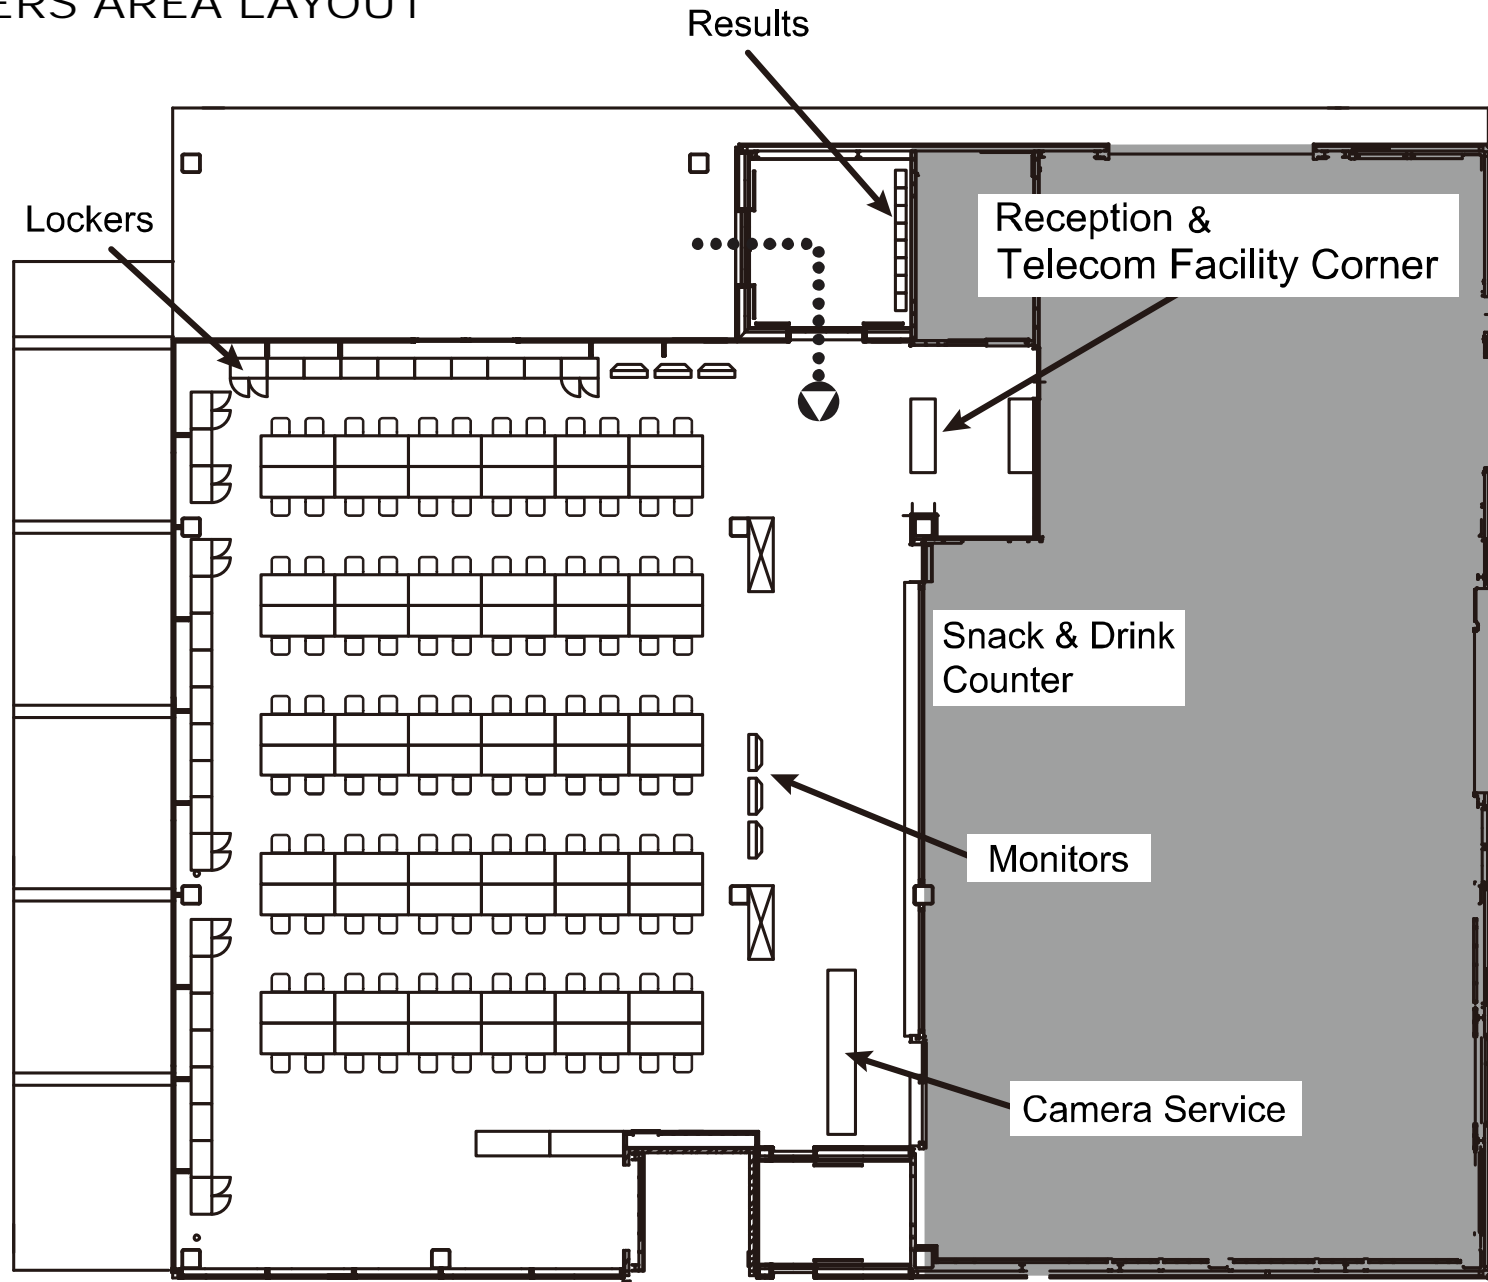 ERS AREA LAYOUT
Results
Lockers
Reception &
Telecom Facility Corner
Snack & Drink
Counter
Monitors
Camera Service